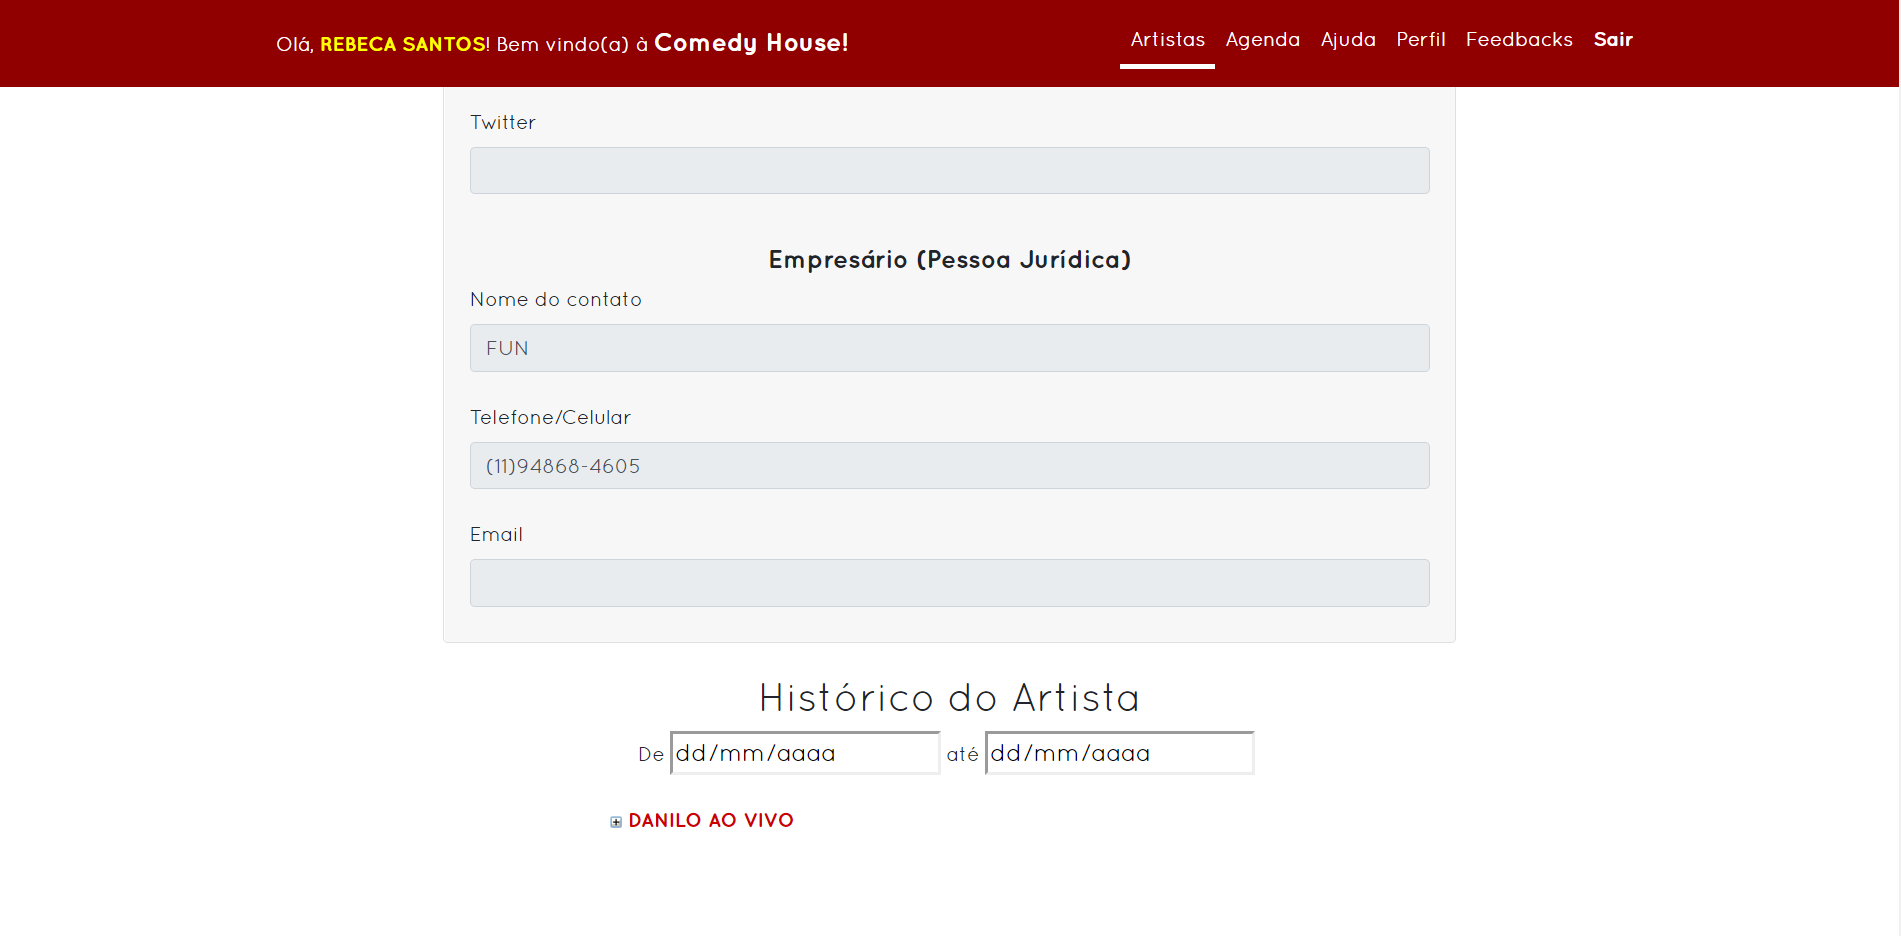 Olá, REBECA SANTOS! Bem vindo(a) à Comedy House!
Artistas Agenda Ajuda Perfil Feedbacks Sair
Twitter
Empresário (Pessoa Jurídica)
Nome do contato
FUN
Telefone/Celular
(11)94868-4605
Email
Histórico do Artista
De dd/mm/aaaa até dd/mm/aaaa
DANILO AO VIVO